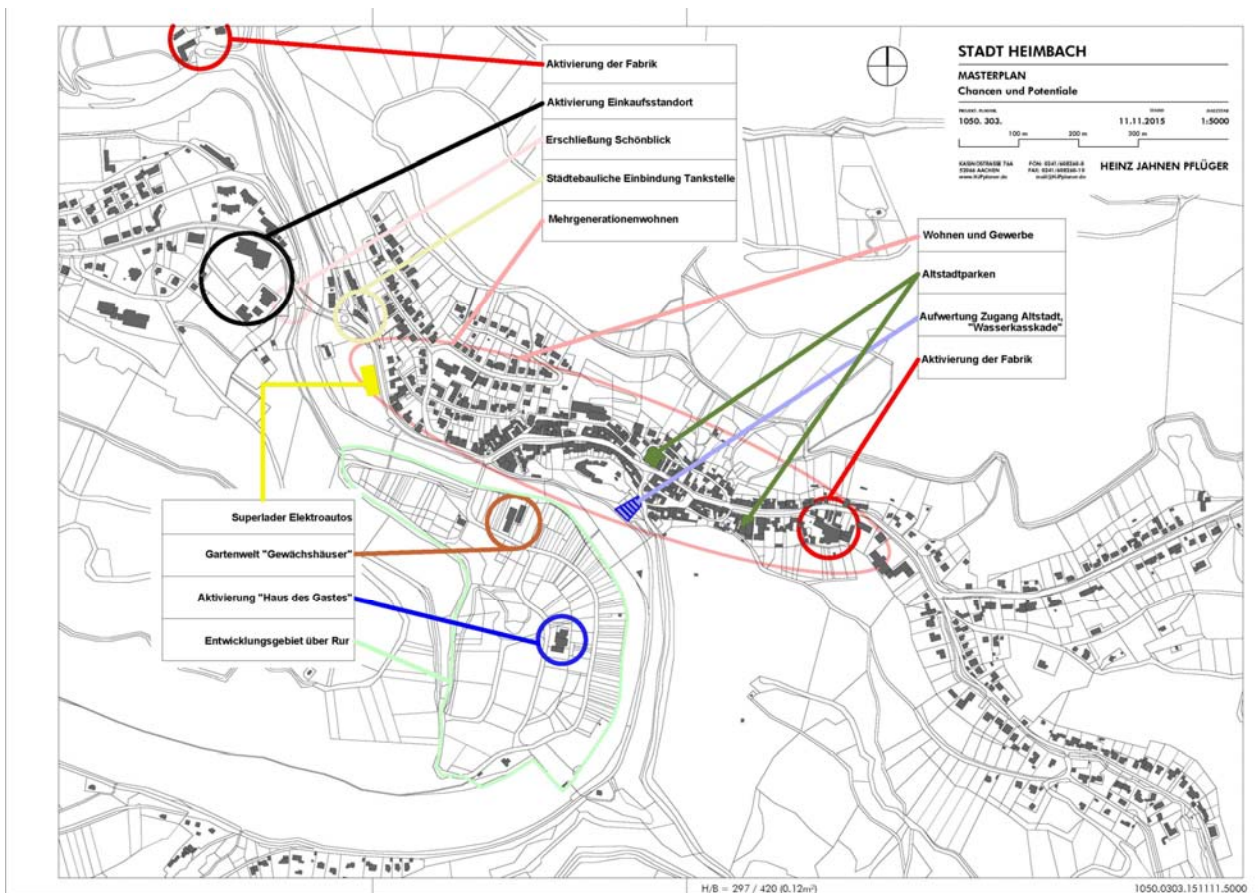 STADT HEIMBACH
MASTERPLAN
Chancen und Potentiale
1050. 303.
11.11.2015
1:5000
100 m 200 m 300 m
HEINZ JAHNEN PFLÜGER
Aktivierung der Fabrik
Aktivierung Einkaufsstandort
Erschließung Schönblick
Städtebauliche Einbindung Tankstelle
Mehrgenerationenwohnen
Wohnen und Gewerbe
Altstadtparken
Aufwertung Zugang Altstadt,
"Wasserkasskade"
Aktivierung der Fabrik
Superlader Elektroautos
Gartenwelt "Gewächshäuser"
Aktivierung "Haus des Gastes"
Entwicklungsgebiet über Rur
H/B = 297 / 420 (0.12m²)
1050.0303.151111.5000